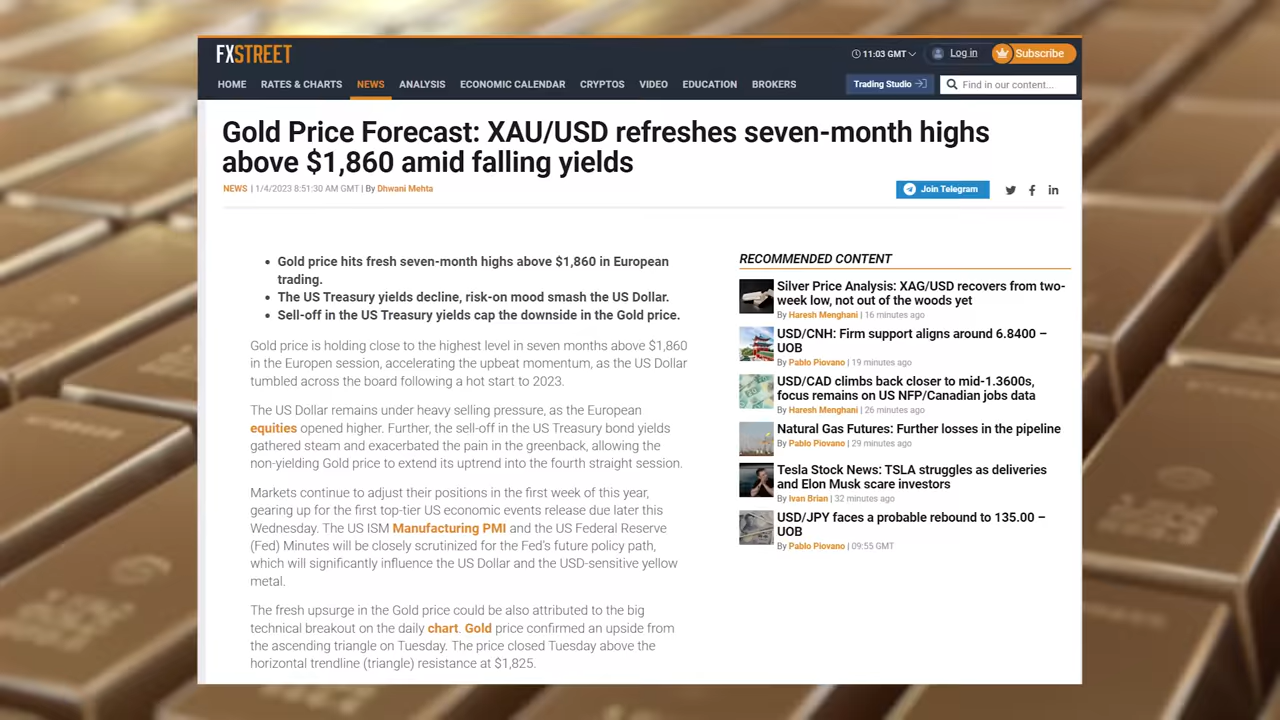 FXSTREET
11:03 GMT
Log in
Subscribe
HOME
RATES & CHARTS
NEWS
ANALYSIS
ECONOMIC CALENDAR
CRYPTOS
VIDEO
EDUCATION
BROKERS
Trading Studio
Find in our content...
Gold Price Forecast: XAU/USD refreshes seven-month highs
above $1,860 amid falling yields
NEWS | 1/4/2023 8:51:30 AM GMT | By Dhwani Mehta
Join Telegram
• Gold price hits fresh seven-month highs above $1,860 in European
trading.
• The US Treasury yields decline, risk-on mood smash the US Dollar.
• Sell-off in the US Treasury yields cap the downside in the Gold price.
Gold price is holding close to the highest level in seven months above $1,860
in the Europen session, accelerating the upbeat momentum, as the US Dollar
tumbled across the board following a hot start to 2023.
The US Dollar remains under heavy selling pressure, as the European
equities opened higher. Further, the sell-off in the US Treasury bond yields
gathered steam and exacerbated the pain in the greenback, allowing the
non-yielding Gold price to extend its uptrend into the fourth straight session.
Markets continue to adjust their positions in the first week of this year,
gearing up for the first top-tier US economic events release due later this
Wednesday. The US ISM Manufacturing PMI and the US Federal Reserve
(Fed) Minutes will be closely scrutinized for the Fed's future policy path,
which will significantly influence the US Dollar and the USD-sensitive yellow
metal.
The fresh upsurge in the Gold price could be also attributed to the big
technical breakout on the daily chart. Gold price confirmed an upside from
the ascending triangle on Tuesday. The price closed Tuesday above the
horizontal trendline (triangle) resistance at $1,825.
RECOMMENDED CONTENT
Silver Price Analysis: XAG/USD recovers from two-
week low, not out of the woods yet
By Haresh Menghani | 16 minutes ago
USD/CNH: Firm support aligns around 6.8400 –
UOB
By Pablo Piovano | 19 minutes ago
USD/CAD climbs back closer to mid-1.3600s,
focus remains on US NFP/Canadian jobs data
By Haresh Menghani | 26 minutes ago
Natural Gas Futures: Further losses in the pipeline
By Pablo Piovano | 29 minutes ago
Tesla Stock News: TSLA struggles as deliveries
and Elon Musk scare investors
By Ivan Brian | 32 minutes ago
USD/JPY faces a probable rebound to 135.00 –
UOB
By Pablo Piovano | 09:55 GMT